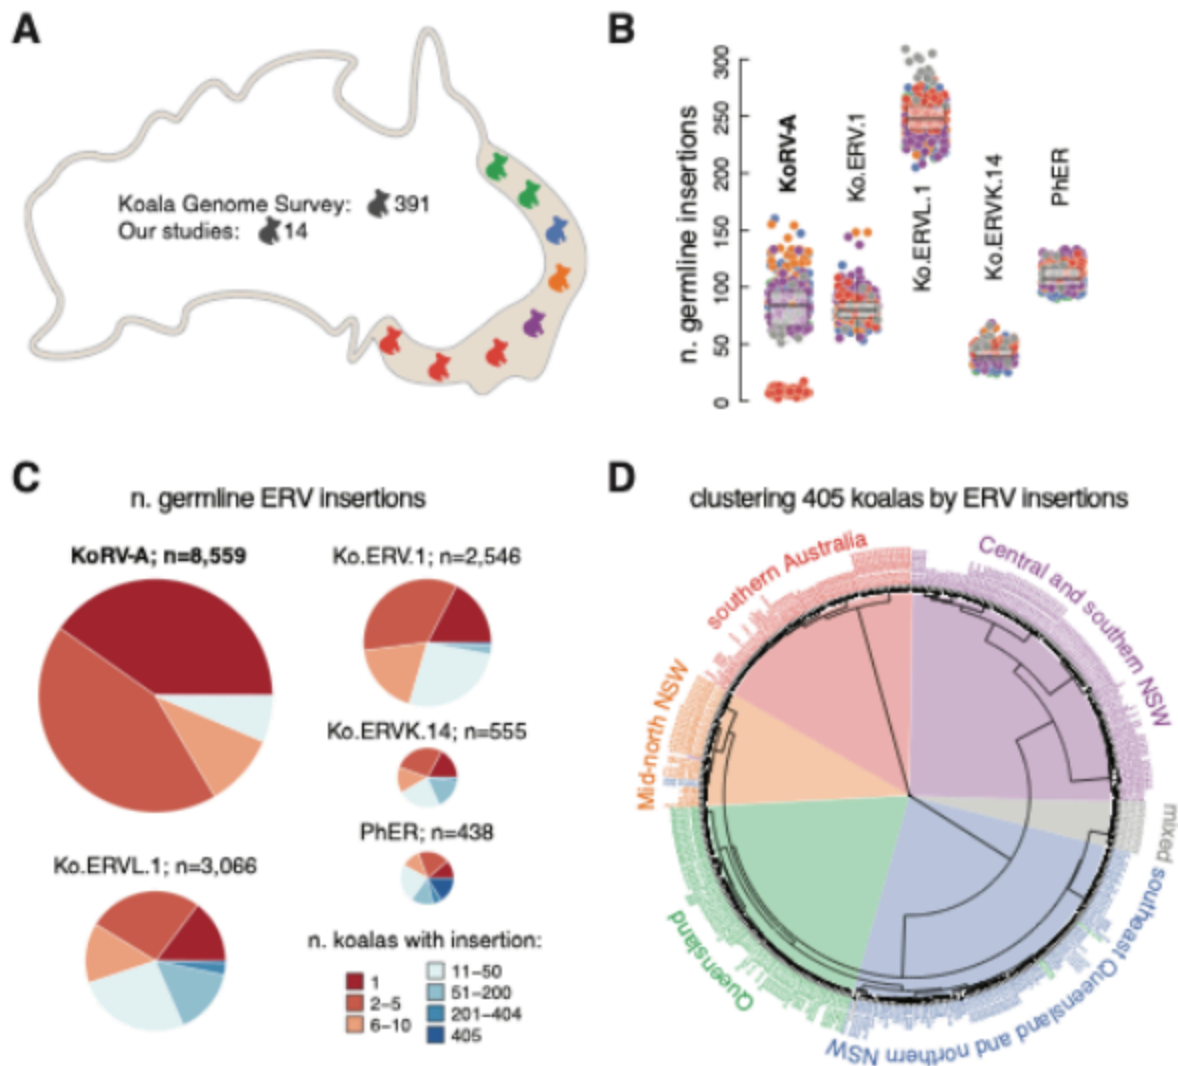 A
Koala Genome Survey: 391
Our studies: 14
B
n. germline insertions
0
50
100
150
200
250
300
KoRV-A
Ko.ERV.1
Ko.ERVL.1
Ko.ERVK.14
PhER
C
n. germline ERV insertions
KoRV-A; n=8,559
Ko.ERV.1; n=2,546
Ko.ERVK.14; n=555
PhER; n=438
Ko.ERVL.1; n=3,066
n. koalas with insertion:
1
2–5
6–10
11–50
51–200
201–404
405
D
clustering 405 koalas by ERV insertions
southern Australia
Central and southern NSW
Mid-north NSW
mixed
Queensland
southeast Queensland and northern NSW